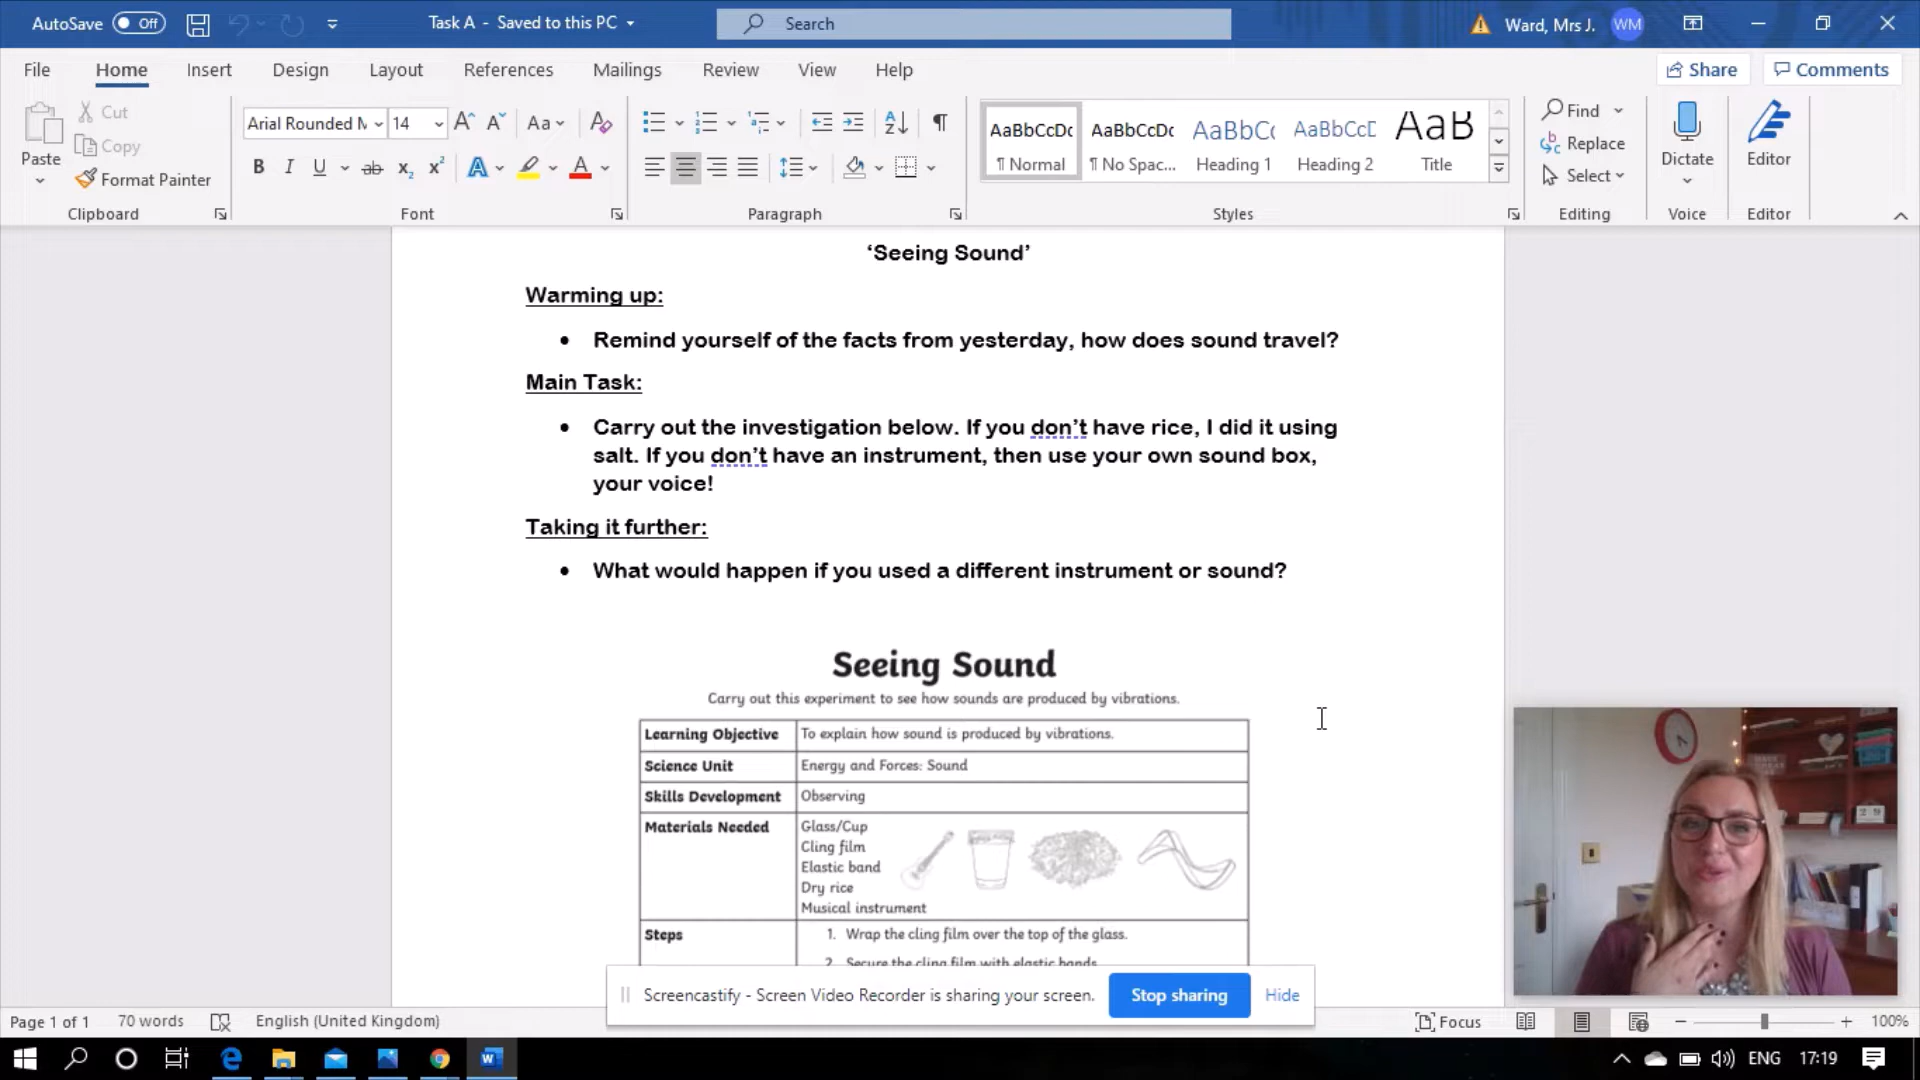 AutoSave Off Task A - Saved to this PC Search Ward, Mrs J. WM
File Home Insert Design Layout References Mailings Review View Help Share Comments
Paste Cut Copy Format Painter
Arial Rounded M 14
AaBbCcDc AaBbCcDc AaBbC AaBbCcD AaB
¶ Normal ¶ No Spac... Heading 1 Heading 2 Title
Find Replace Select
Dictate Editor
Clipboard Font Paragraph Styles Editing Voice Editor
‘Seeing Sound’
Warming up:
• Remind yourself of the facts from yesterday, how does sound travel?
Main Task:
• Carry out the investigation below. If you don’t have rice, I did it using
salt. If you don’t have an instrument, then use your own sound box,
your voice!
Taking it further:
• What would happen if you used a different instrument or sound?
Seeing Sound
Carry out this experiment to see how sounds are produced by vibrations.
Learning Objective To explain how sound is produced by vibrations.
Science Unit Energy and Forces: Sound
Skills Development Observing
Materials Needed Glass/Cup
Cling film
Elastic band
Dry rice
Musical instrument
Steps 1. Wrap the cling film over the top of the glass.
2. Secure the cling film with elastic bands.
Screencastify - Screen Video Recorder is sharing your screen. Stop sharing Hide
Page 1 of 1 70 words English (United Kingdom) Focus 100%
ENG 17:19